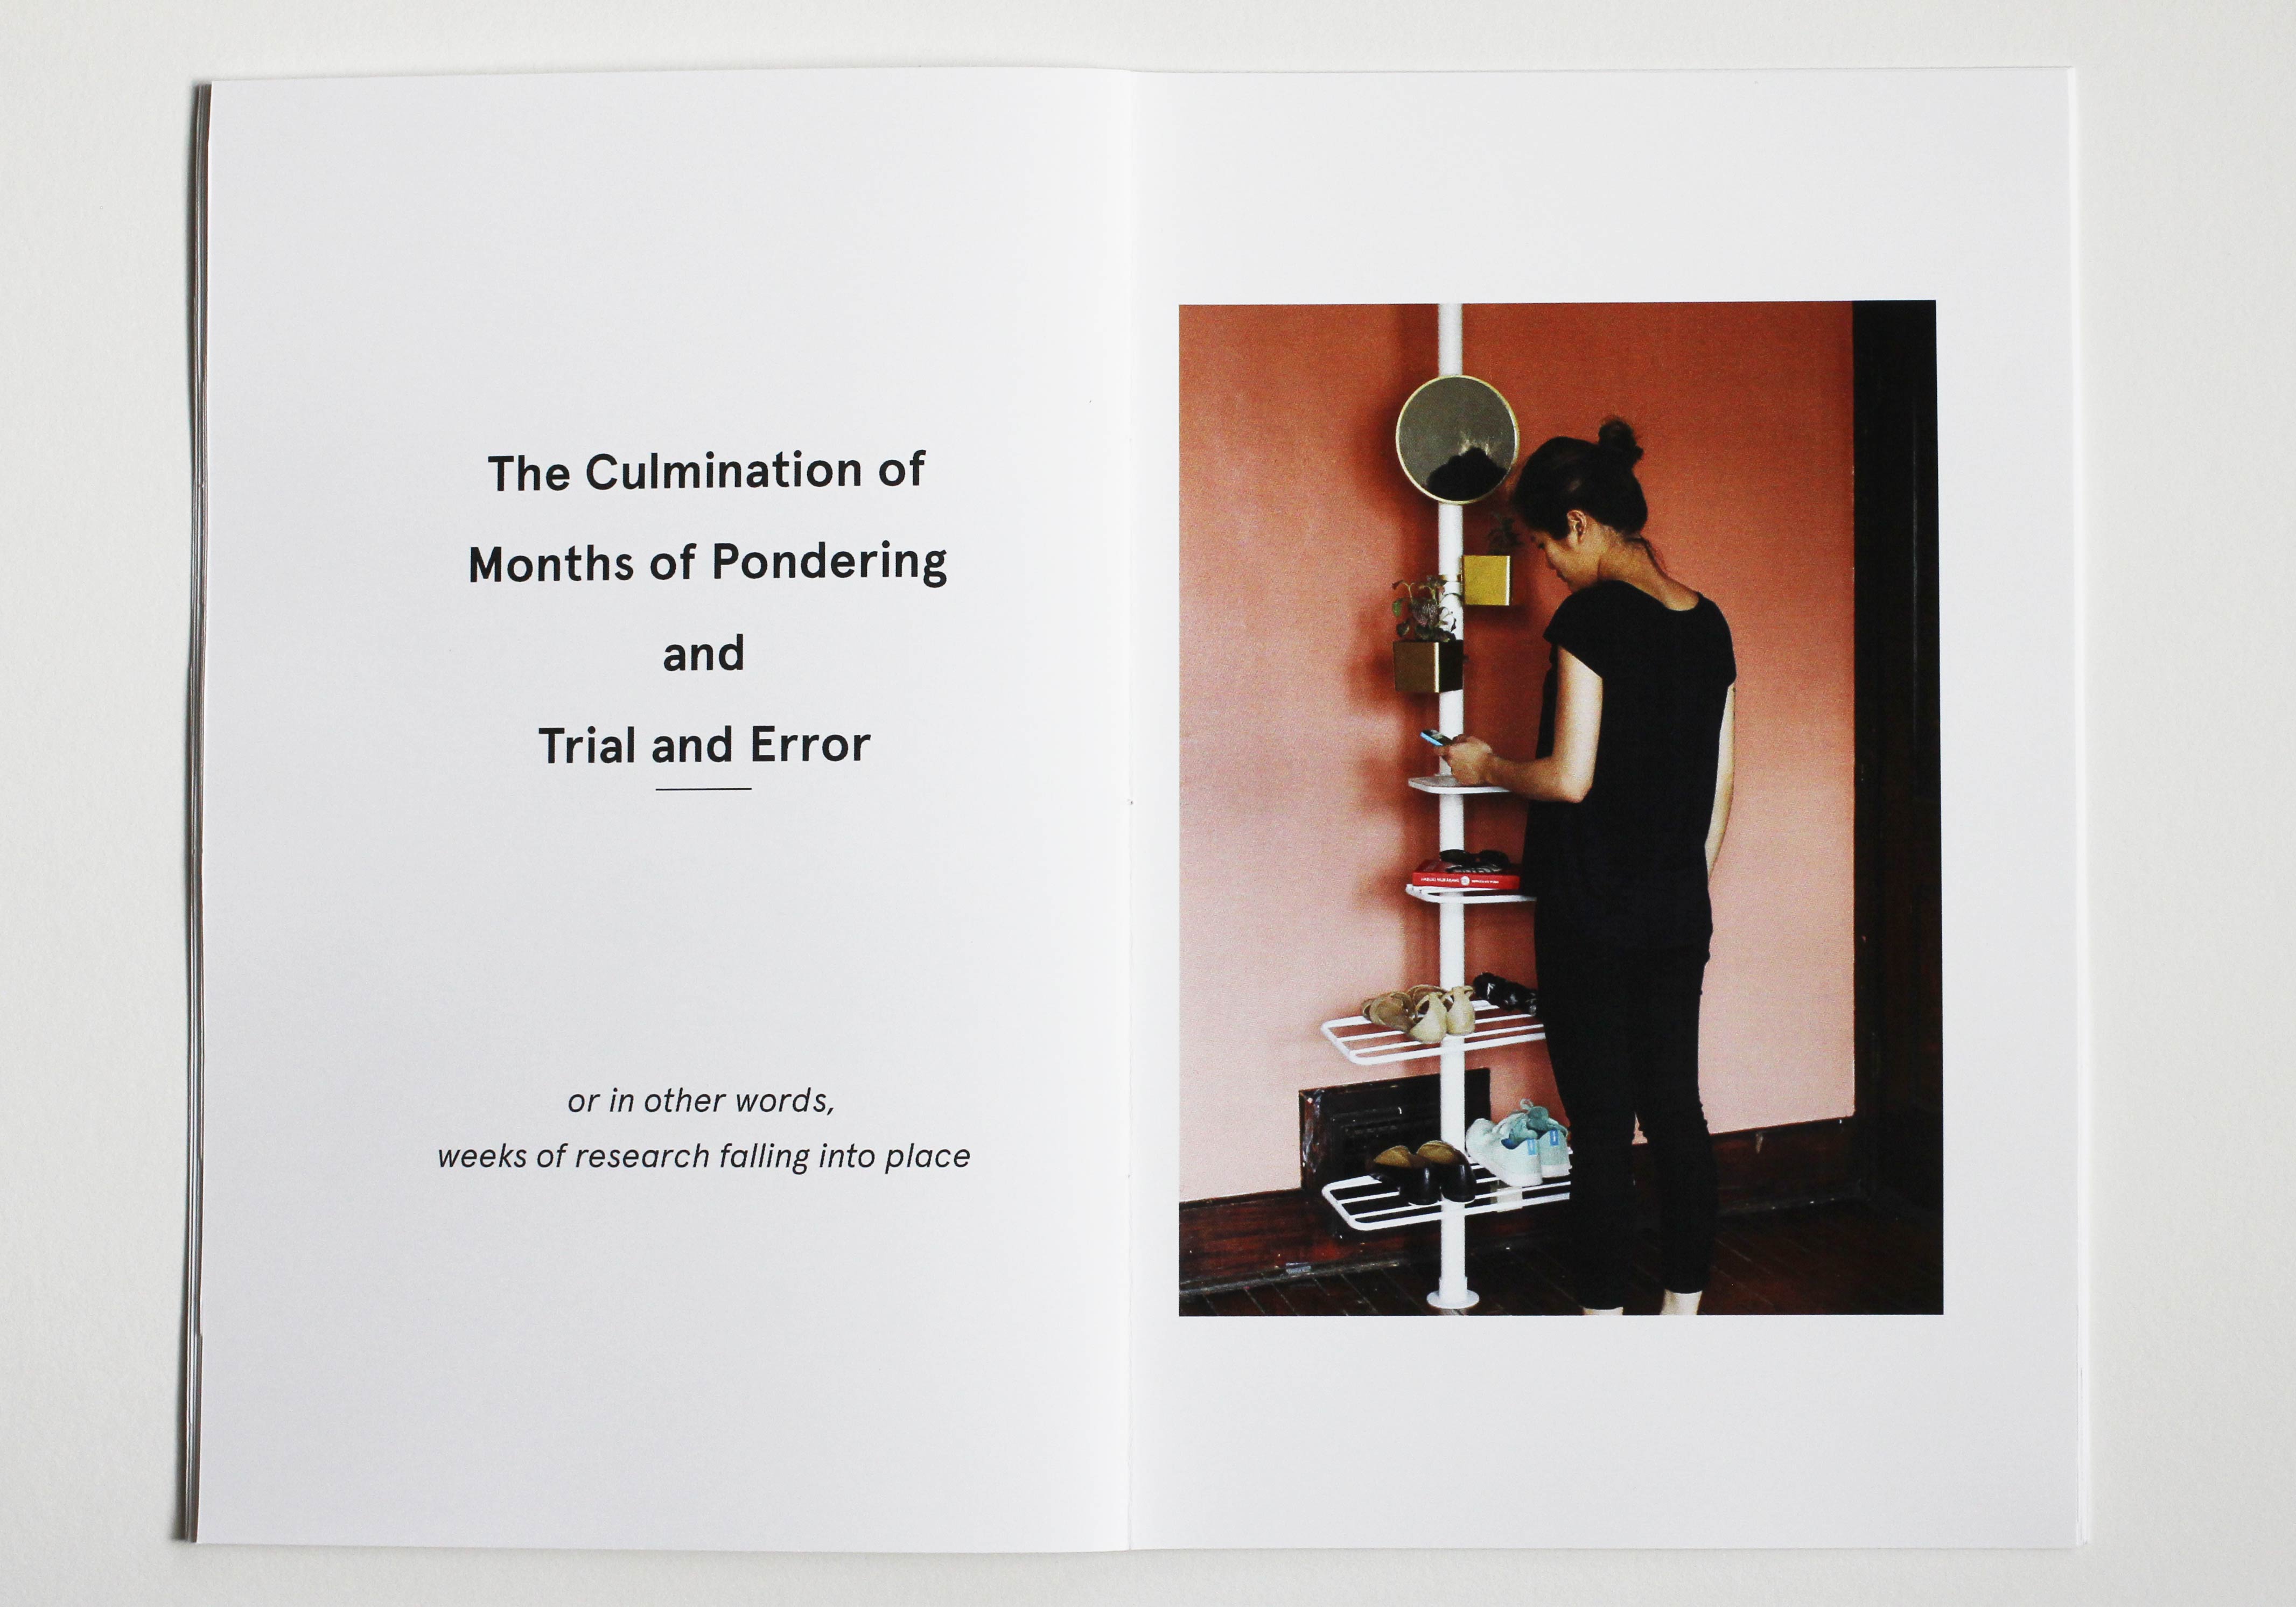 The Culmination of
Months of Pondering
and
Trial and Error
or in other words,
weeks of research falling into place